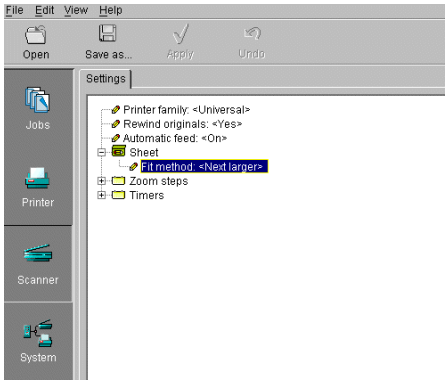 File Edit View Help
Open Save as... Apply Undo
Settings
Jobs
Printer
Scanner
System
Printer family: <Universal>
Rewind originals: <Yes>
Automatic feed: <On>
Sheet
Fit method: <Next larger>
Zoom steps
Timers